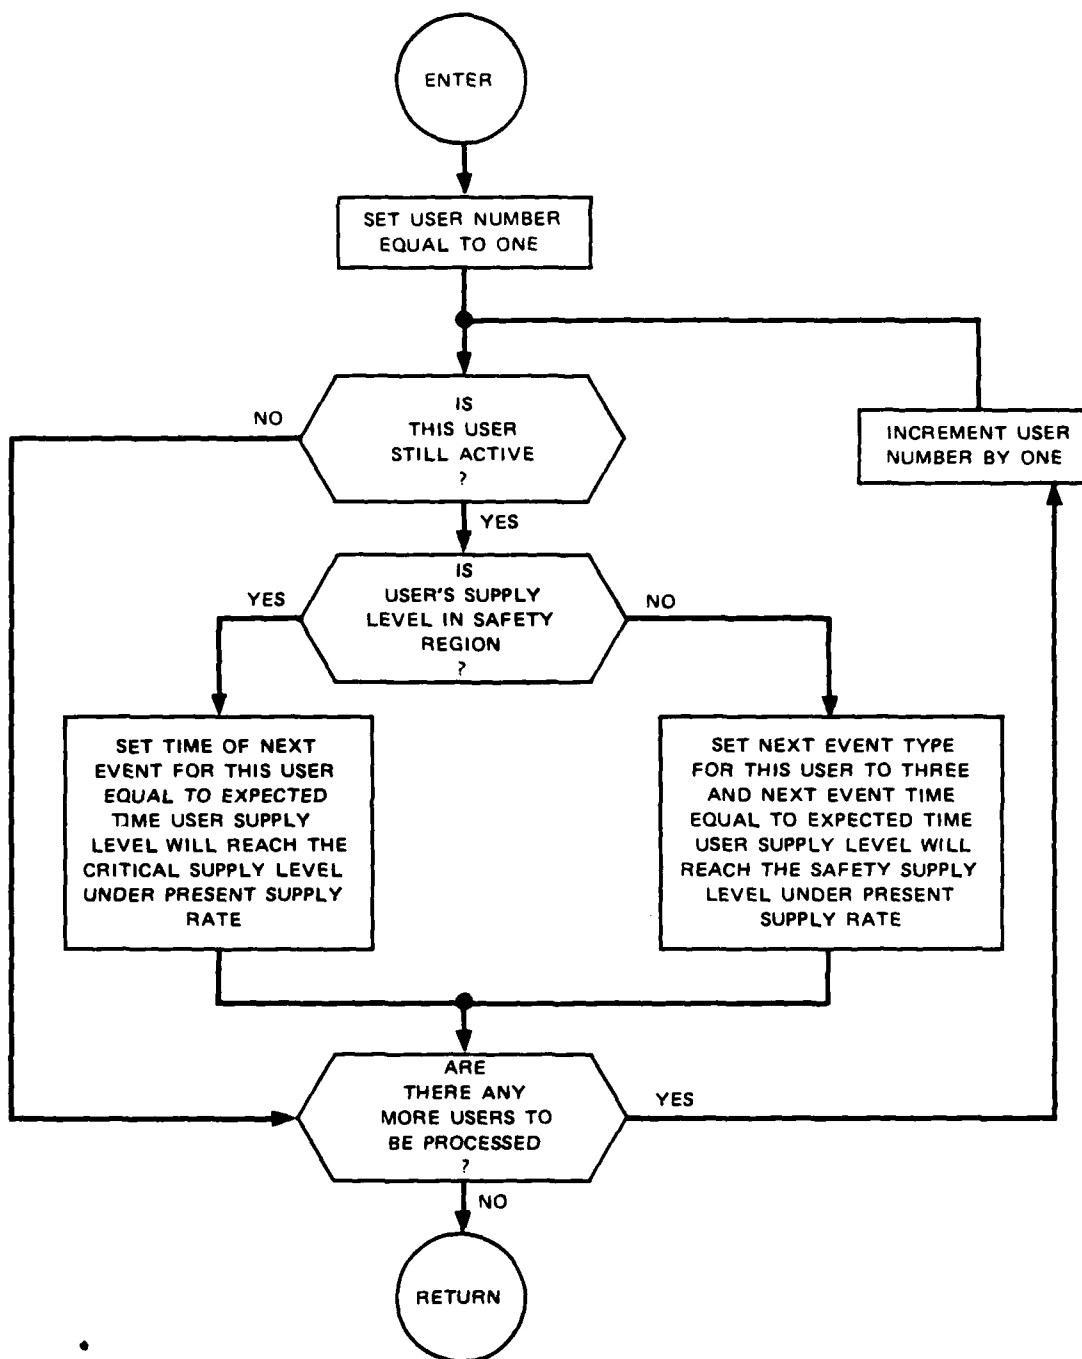 ENTER
SET USER NUMBER
EQUAL TO ONE
IS
THIS USER
STILL ACTIVE
?
NO
INCREMENT USER
NUMBER BY ONE
YES
IS
USER'S SUPPLY
LEVEL IN SAFETY
REGION
?
YES
NO
SET TIME OF NEXT
EVENT FOR THIS USER
EQUAL TO EXPECTED
TIME USER SUPPLY
LEVEL WILL REACH THE
CRITICAL SUPPLY LEVEL
UNDER PRESENT SUPPLY
RATE
SET NEXT EVENT TYPE
FOR THIS USER TO THREE
AND NEXT EVENT TIME
EQUAL TO EXPECTED TIME
USER SUPPLY LEVEL WILL
REACH THE SAFETY SUPPLY
LEVEL UNDER PRESENT
SUPPLY RATE
ARE
THERE ANY
MORE USERS TO
BE PROCESSED
?
YES
NO
RETURN